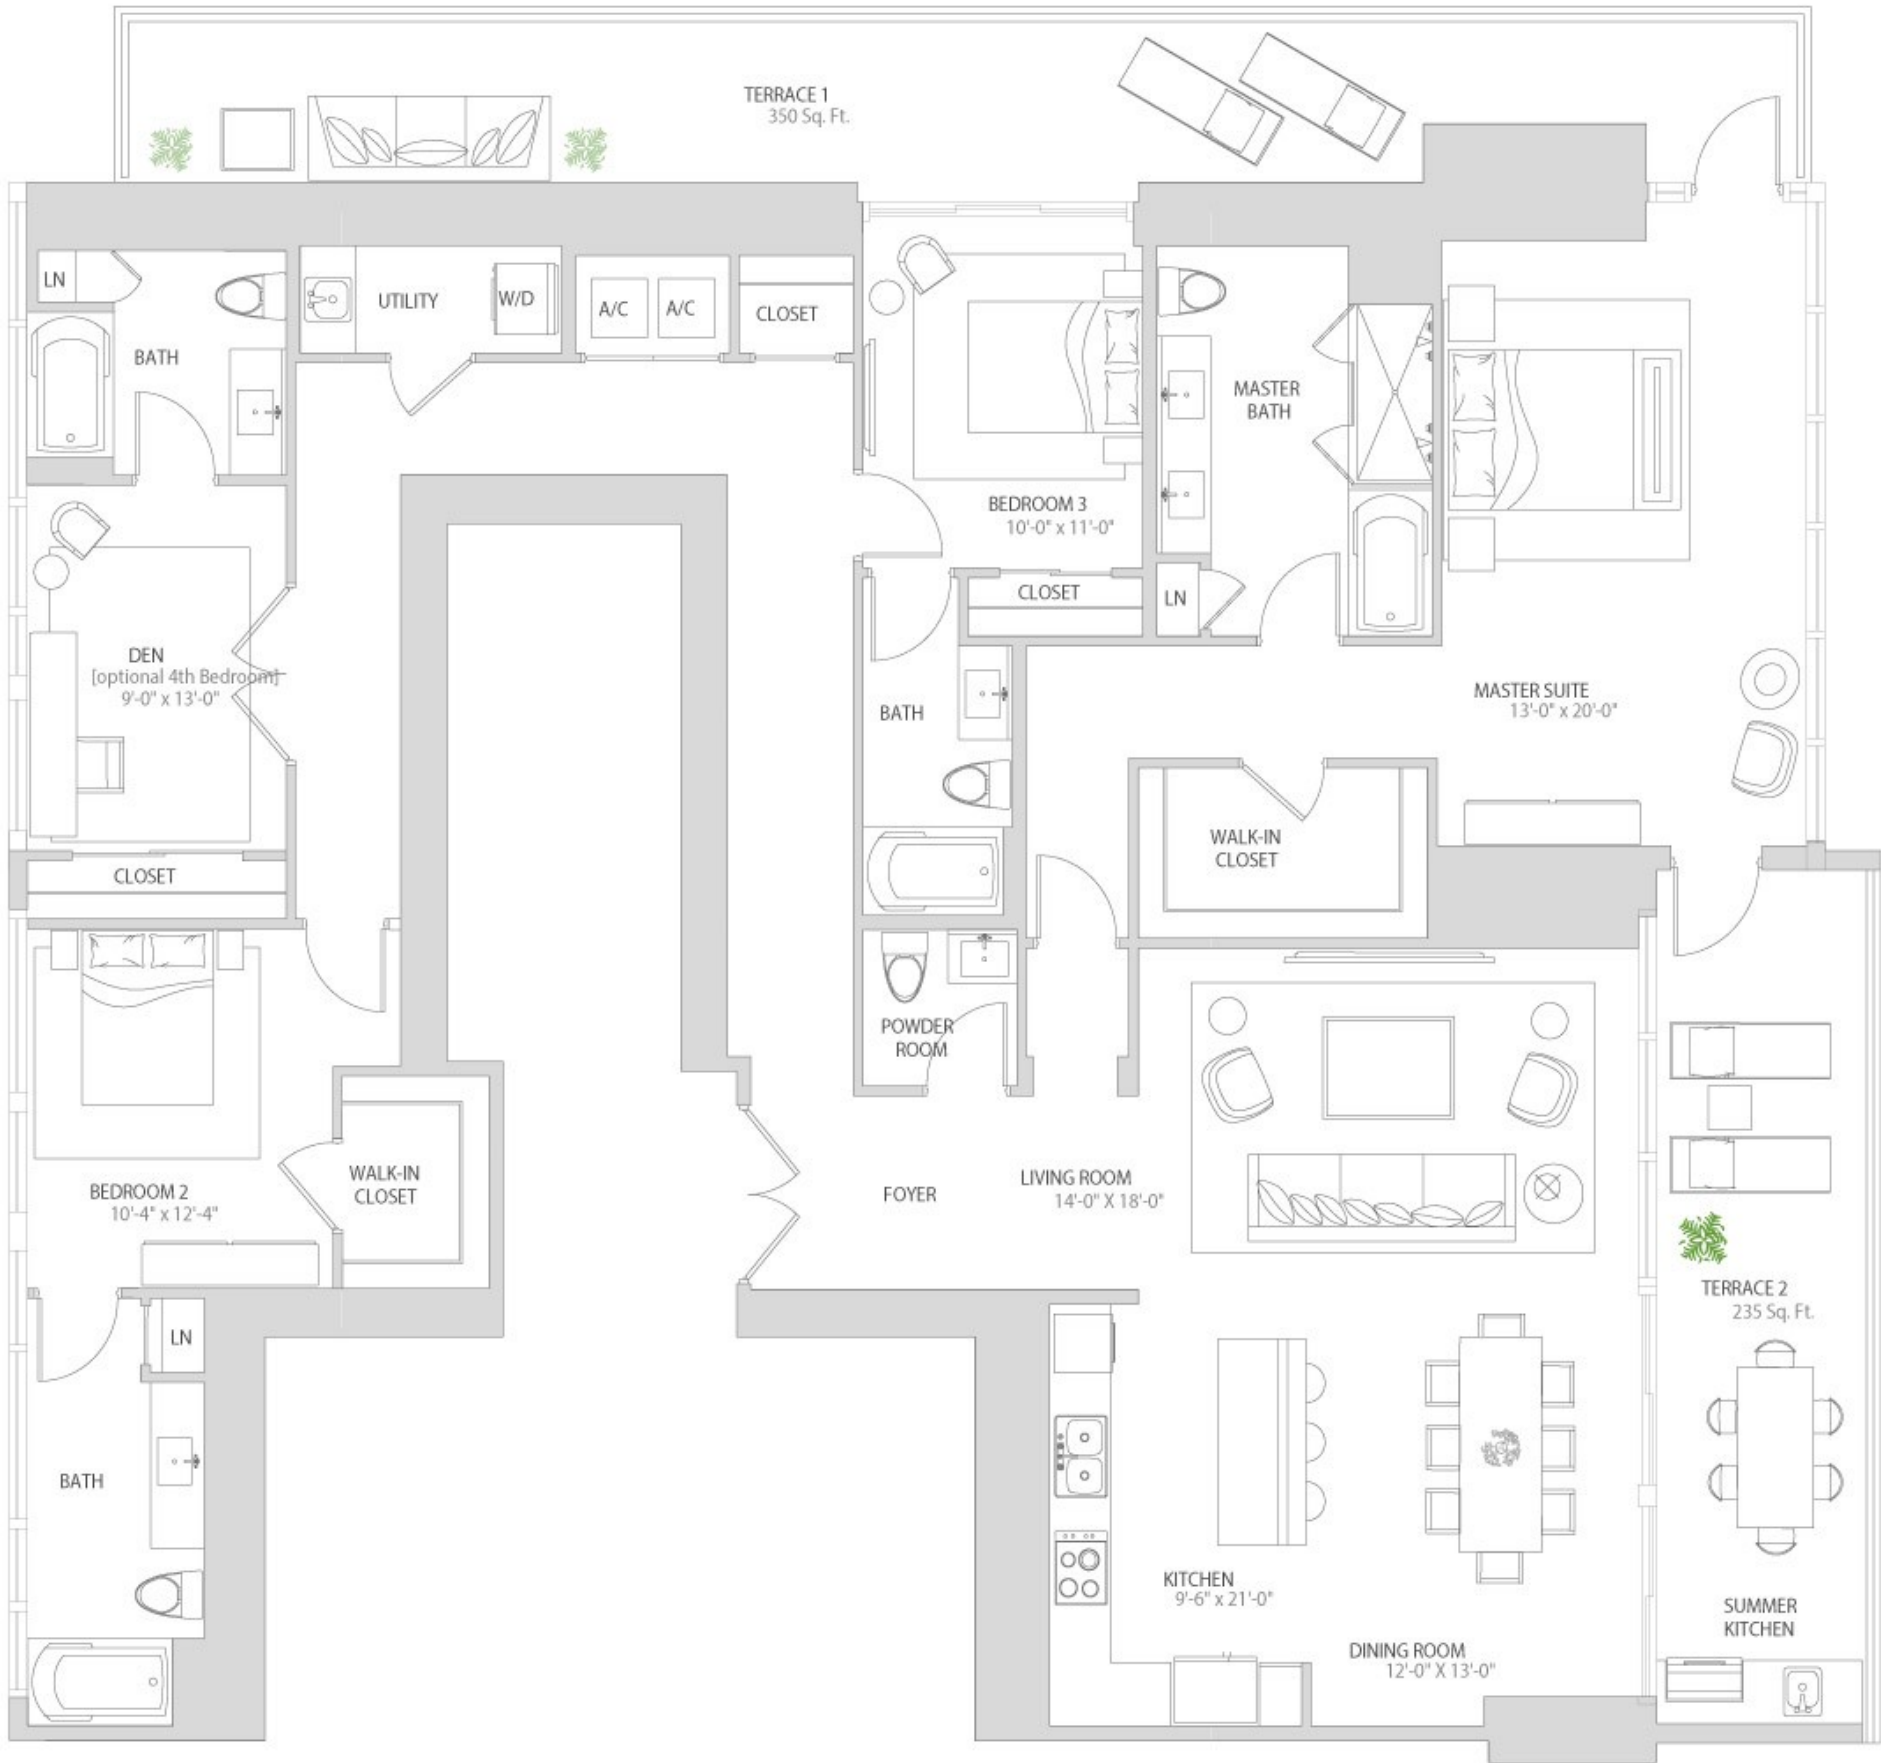 TERRACE 1
350 Sq. Ft.
LN
BATH
UTILITY
W/D
A/C
A/C
CLOSET
MASTER
BATH
BEDROOM 3
10'-0" x 11'-0"
CLOSET
LN
DEN
[optional 4th Bedroom]
9'-0" x 13'-0"
BATH
MASTER SUITE
13'-0" x 20'-0"
WALK-IN
CLOSET
CLOSET
POWDER
ROOM
BEDROOM 2
10'-4" x 12'-4"
WALK-IN
CLOSET
FOYER
LIVING ROOM
14'-0" X 18'-0"
TERRACE 2
235 Sq. Ft.
LN
BATH
KITCHEN
9'-6" x 21'-0"
DINING ROOM
12'-0" X 13'-0"
SUMMER
KITCHEN